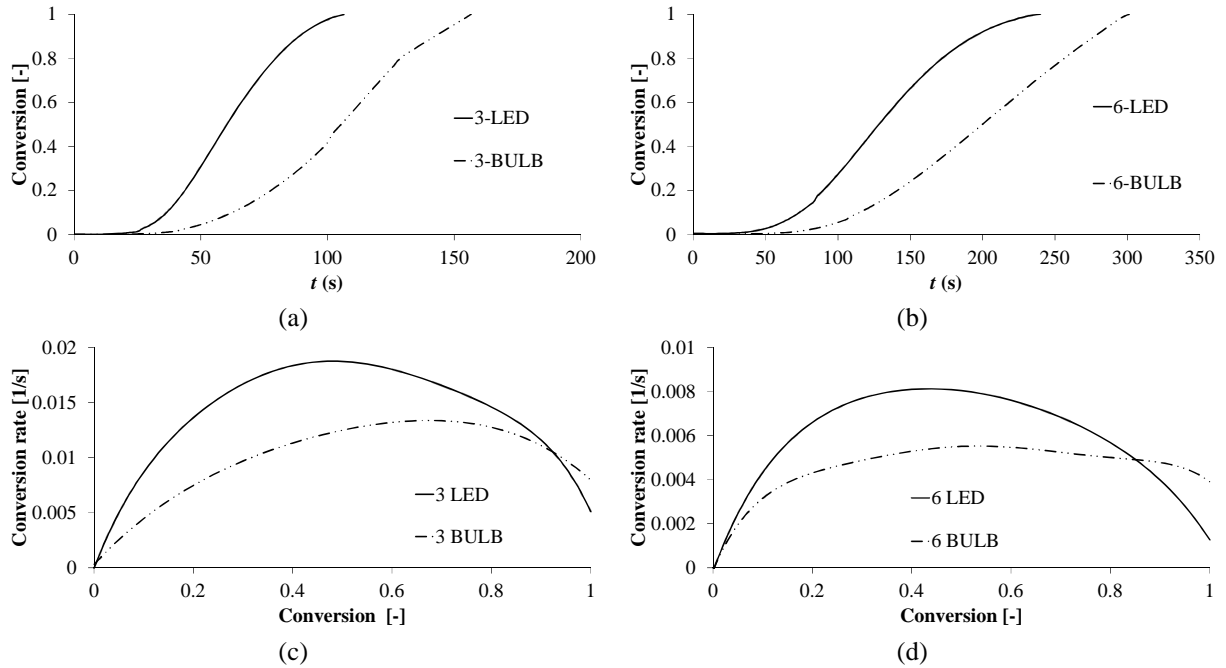 Conversion [-]
1
0.8
0.6
0.4
0.2
0
0
50
100
150
200
t (s)
3-LED
3-BULB
(a)
Conversion [-]
1
0.8
0.6
0.4
0.2
0
0
50
100
150
200
250
300
350
t (s)
6-LED
6-BULB
(b)
Conversion rate [1/s]
0.02
0.015
0.01
0.005
0
0
0.2
0.4
0.6
0.8
1
Conversion [-]
3 LED
3 BULB
(c)
Conversion rate [1/s]
0.01
0.008
0.006
0.004
0.002
0
0
0.2
0.4
0.6
0.8
1
Conversion [-]
6 LED
6 BULB
(d)